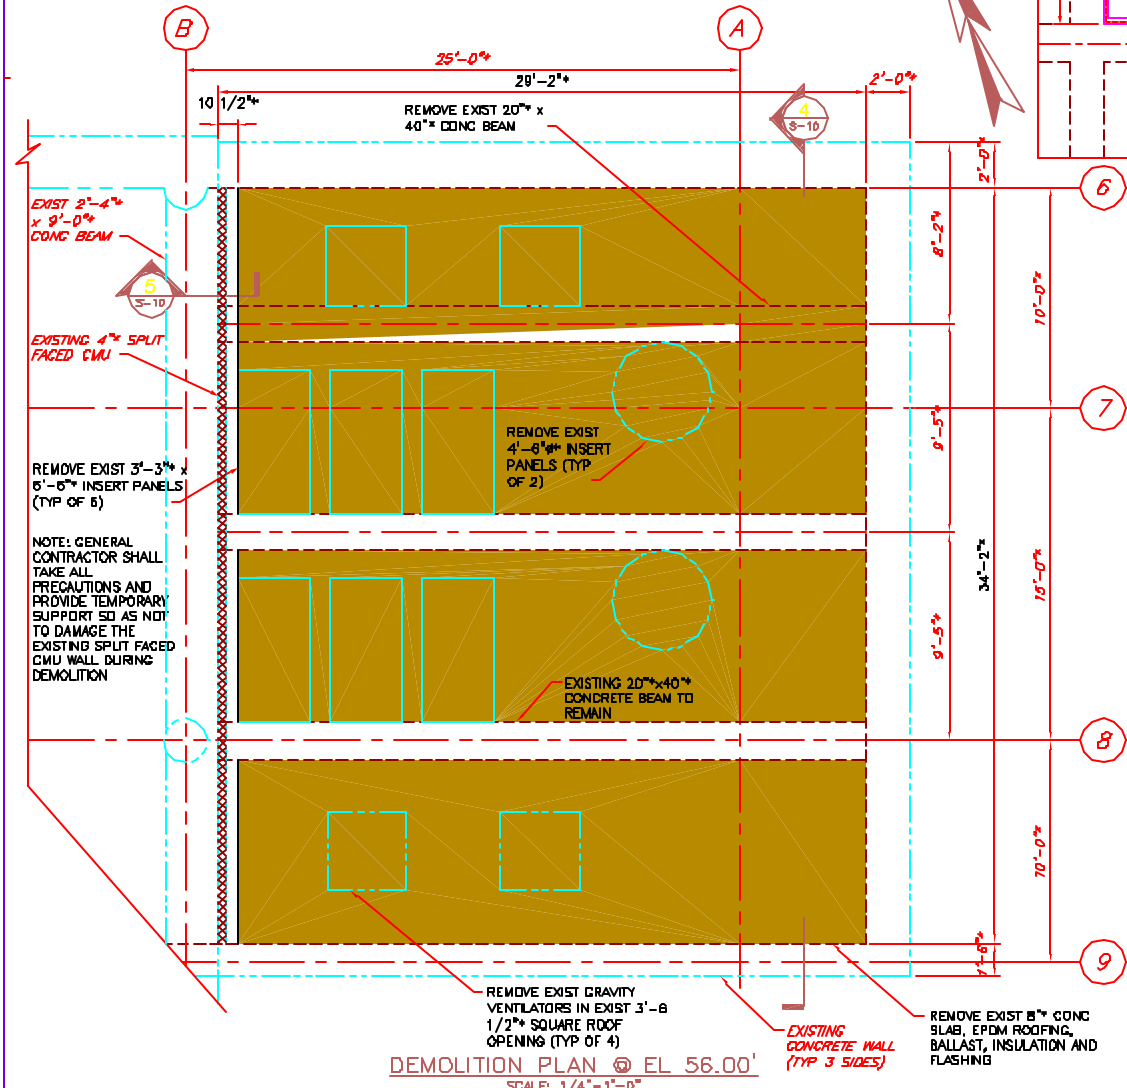 B
A
25'-0"±
29'-2"±
2'-0"±
10 1/2"±
REMOVE EXIST 20"± x
40"± CONC BEAM
4
S-10
2'-0"±
6
EXIST 2'-4"±
x 9'-0"±
CONC BEAM
8'-2"±
5
S-10
10'-0"±
EXISTING 4"± SPLIT
FACED CMU
7
REMOVE EXIST
4'-6"ø± INSERT
PANELS (TYP
OF 2)
9'-5"±
REMOVE EXIST 3'-3"± x
6'-6"± INSERT PANELS
(TYP OF 6)
NOTE: GENERAL
CONTRACTOR SHALL
TAKE ALL
PRECAUTIONS AND
PROVIDE TEMPORARY
SUPPORT SO AS NOT
TO DAMAGE THE
EXISTING SPLIT FACED
CMU WALL DURING
DEMOLITION
34'-2"±
15'-0"±
9'-5"±
EXISTING 20"±x40"±
CONCRETE BEAM TO
REMAIN
8
10'-0"±
1'-6"±
9
REMOVE EXIST GRAVITY
VENTILATORS IN EXIST 3'-6
1/2"± SQUARE ROOF
OPENING (TYP OF 4)
EXISTING
CONCRETE WALL
(TYP 3 SIDES)
REMOVE EXIST 8"± CONC
SLAB, EPDM ROOFING,
BALLAST, INSULATION AND
FLASHING
DEMOLITION PLAN @ EL 56.00'
SCALE: 1/4"=1'-0"